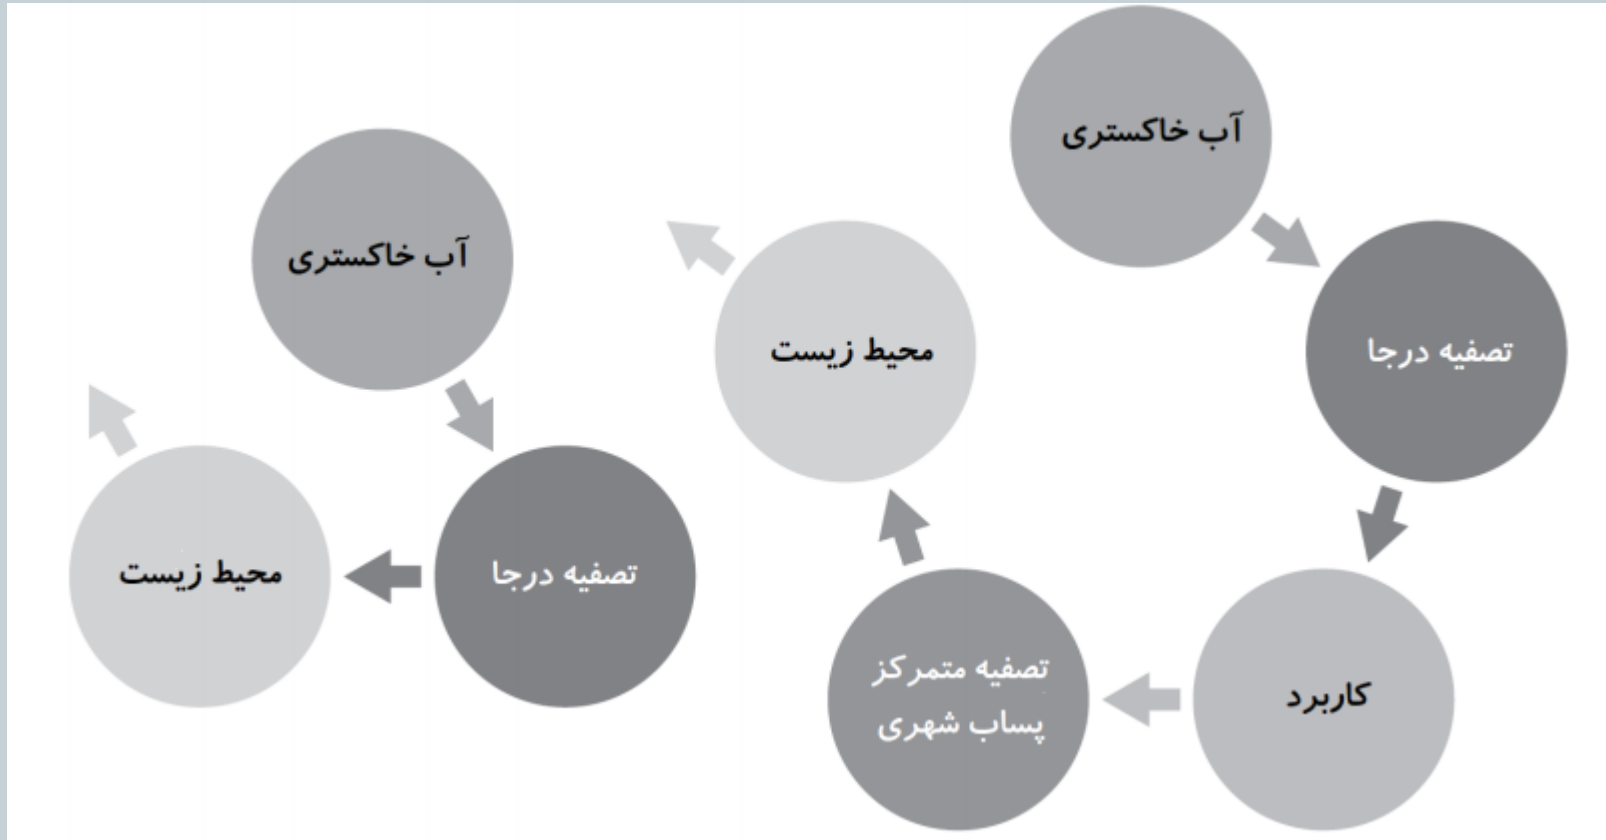 آب خاکستری
تصفیه درجا
کاربرد
تصفیه متمرکز
پساب شهری
محیط زیست
آب خاکستری
تصفیه درجا
محیط زیست